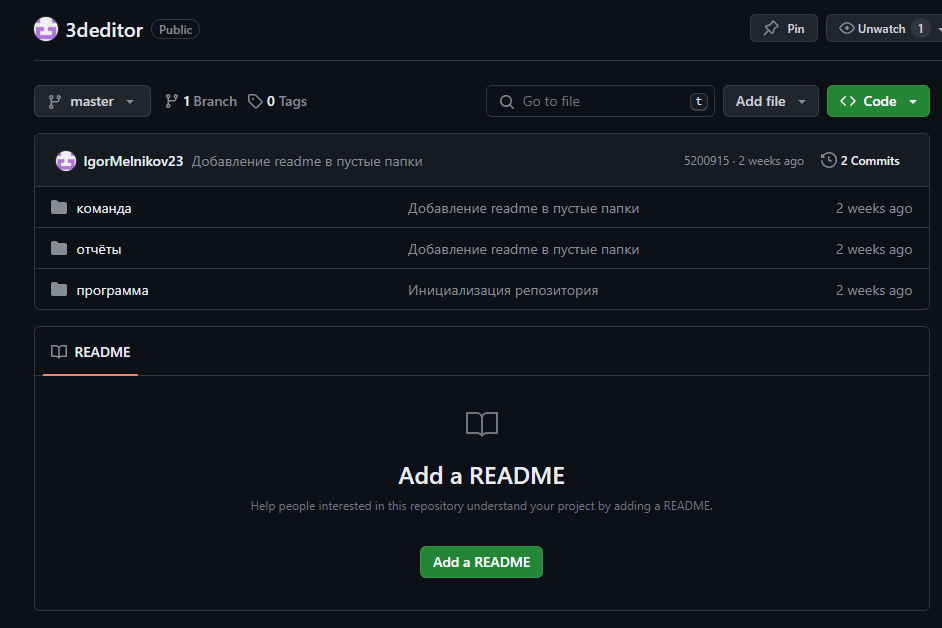 3deditor Public Pin Unwatch 1
master 1 Branch 0 Tags Go to file t Add file Code
IgorMelnikov23 Добавление readme в пустые папки 5200915 · 2 weeks ago 2 Commits
команда Добавление readme в пустые папки 2 weeks ago
отчёты Добавление readme в пустые папки 2 weeks ago
программа Инициализация репозитория 2 weeks ago
README
Add a README
Help people interested in this repository understand your project by adding a README.
Add a README